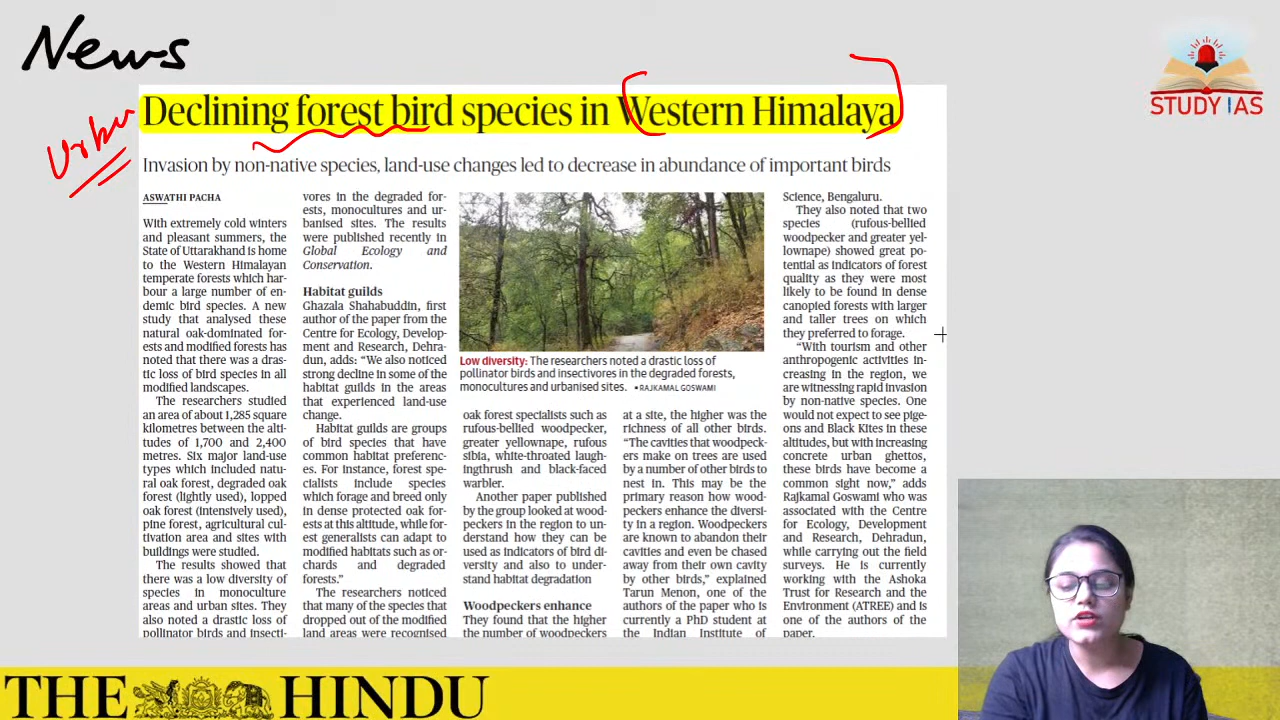 News
Urban
STUDY IAS
Declining forest bird species in Western Himalaya
Invasion by non-native species, land-use changes led to decrease in abundance of important birds
ASWATHI PACHA
With extremely cold winters
and pleasant summers, the
State of Uttarakhand is home
to the Western Himalayan
temperate forests which har-
bour a large number of en-
demic bird species. A new
study that analysed these
natural oak-dominated for-
ests and modified forests has
noted that there was a dras-
tic loss of bird species in all
modified landscapes.
The researchers studied
an area of about 1,285 square
kilometres between the alti-
tudes of 1,700 and 2,400
metres. Six major land-use
types which included natu-
ral oak forest, degraded oak
forest (lightly used), lopped
oak forest (intensively used),
pine forest, agricultural cul-
tivation area and sites with
buildings were studied.
The results showed that
there was a low diversity of
species in monoculture
areas and urban sites. They
also noted a drastic loss of
pollinator birds and insecti-
vores in the degraded for-
ests, monocultures and ur-
banised sites. The results
were published recently in
Global Ecology and
Conservation.
Habitat guilds
Ghazala Shahabuddin, first
author of the paper from the
Centre for Ecology, Develop-
ment and Research, Dehra-
dun, adds: “We also noticed
strong decline in some of the
habitat guilds in the areas
that experienced land-use
change.
Habitat guilds are groups
of bird species that have
common habitat preferenc-
es. For instance, forest spe-
cialists include species
which forage and breed only
in dense protected oak for-
ests at this altitude, while for-
est generalists can adapt to
modified habitats such as or-
chards and degraded
forests.”
The researchers noticed
that many of the species that
dropped out of the modified
land areas were recognised
Low diversity: The researchers noted a drastic loss of
pollinator birds and insectivores in the degraded forests,
monocultures and urbanised sites. • RAJKAMAL GOSWAMI
oak forest specialists such as
rufous-bellied woodpecker,
greater yellownape, rufous
sibia, white-throated laugh-
ingthrush and black-faced
warbler.
Another paper published
by the group looked at wood-
peckers in the region to un-
derstand how they can be
used as indicators of bird di-
versity and also to under-
stand habitat degradation
Woodpeckers enhance
They found that the higher
the number of woodpeckers
at a site, the higher was the
richness of all other birds.
“The cavities that woodpeck-
ers make on trees are used
by a number of other birds to
nest in. This may be the
primary reason how wood-
peckers enhance the diversi-
ty in a region. Woodpeckers
are known to abandon their
cavities and even be chased
away from their own cavity
by other birds,” explained
Tarun Menon, one of the
authors of the paper who is
currently a PhD student at
the Indian Institute of
Science, Bengaluru.
They also noted that two
species (rufous-bellied
woodpecker and greater yel-
lownape) showed great po-
tential as indicators of forest
quality as they were most
likely to be found in dense
canopied forests with larger
and taller trees on which
they preferred to forage.
“With tourism and other
anthropogenic activities in-
creasing in the region, we
are witnessing rapid invasion
by non-native species. One
would not expect to see pige-
ons and Black Kites in these
altitudes, but with increasing
concrete urban ghettos,
these birds have become a
common sight now,” adds
Rajkamal Goswami who was
associated with the Centre
for Ecology, Development
and Research, Dehradun,
while carrying out the field
surveys. He is currently
working with the Ashoka
Trust for Research and the
Environment (ATREE) and is
one of the authors of the
paper.
THE HINDU